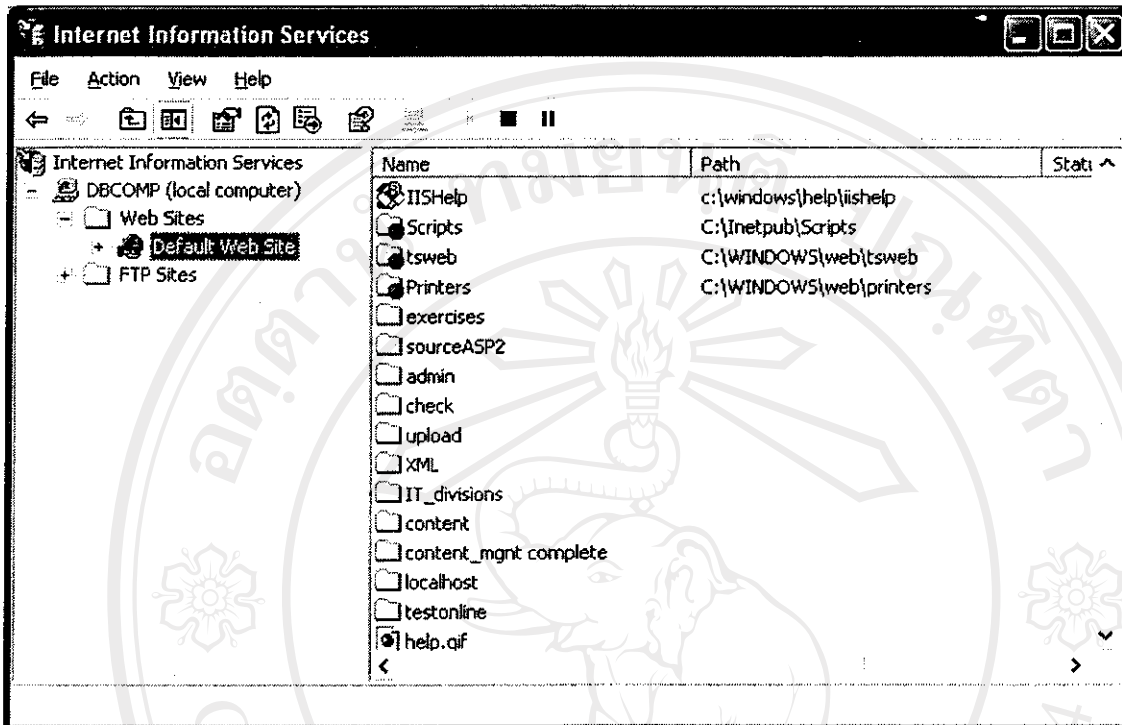 Internet Information Services
File Action View Help
Internet Information Services
DBCOMP (local computer)
Web Sites
Default Web Site
FTP Sites
Name Path Statu
IISHelp c:\windows\help\iishelp
Scripts C:\Inetpub\Scripts
tsweb C:\WINDOWS\web\tsweb
Printers C:\WINDOWS\web\printers
exercises
sourceASP2
admin
check
upload
XML
IT_divisions
content
content_mgnt complete
localhost
testonline
help.gif